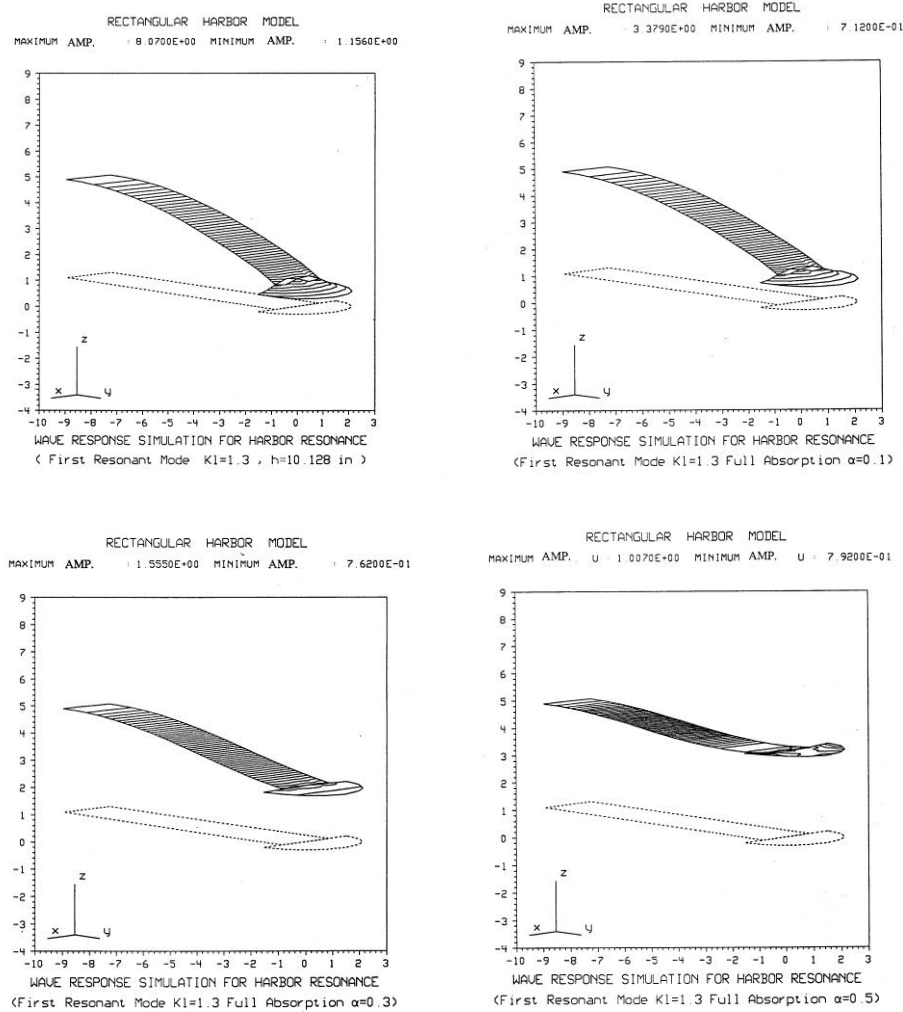 RECTANGULAR HARBOR MODEL
MAXIMUM AMP. : 8.0700E+00 MINIMUM AMP. : 1.1560E+00
9
8
7
6
5
4
3
2
1
0
-1
-2
-3
-4
z
x y
-10 -9 -8 -7 -6 -5 -4 -3 -2 -1 0 1 2 3
WAVE RESPONSE SIMULATION FOR HARBOR RESONANCE
( First Resonant Mode Kl=1.3 , h=10.128 in )
RECTANGULAR HARBOR MODEL
MAXIMUM AMP. : 3.3790E+00 MINIMUM AMP. : 7.1200E-01
9
8
7
6
5
4
3
2
1
0
-1
-2
-3
-4
z
x y
-10 -9 -8 -7 -6 -5 -4 -3 -2 -1 0 1 2 3
WAVE RESPONSE SIMULATION FOR HARBOR RESONANCE
(First Resonant Mode Kl=1.3 Full Absorption α=0.1)
RECTANGULAR HARBOR MODEL
MAXIMUM AMP. : 1.5550E+00 MINIMUM AMP. : 7.6200E-01
9
8
7
6
5
4
3
2
1
0
-1
-2
-3
-4
z
x y
-10 -9 -8 -7 -6 -5 -4 -3 -2 -1 0 1 2 3
WAVE RESPONSE SIMULATION FOR HARBOR RESONANCE
(First Resonant Mode Kl=1.3 Full Absorption α=0.3)
RECTANGULAR HARBOR MODEL
MAXIMUM AMP. U : 1.0070E+00 MINIMUM AMP. U : 7.9200E-01
9
8
7
6
5
4
3
2
1
0
-1
-2
-3
-4
z
x y
-10 -9 -8 -7 -6 -5 -4 -3 -2 -1 0 1 2 3
WAVE RESPONSE SIMULATION FOR HARBOR RESONANCE
(First Resonant Mode Kl=1.3 Full Absorption α=0.5)